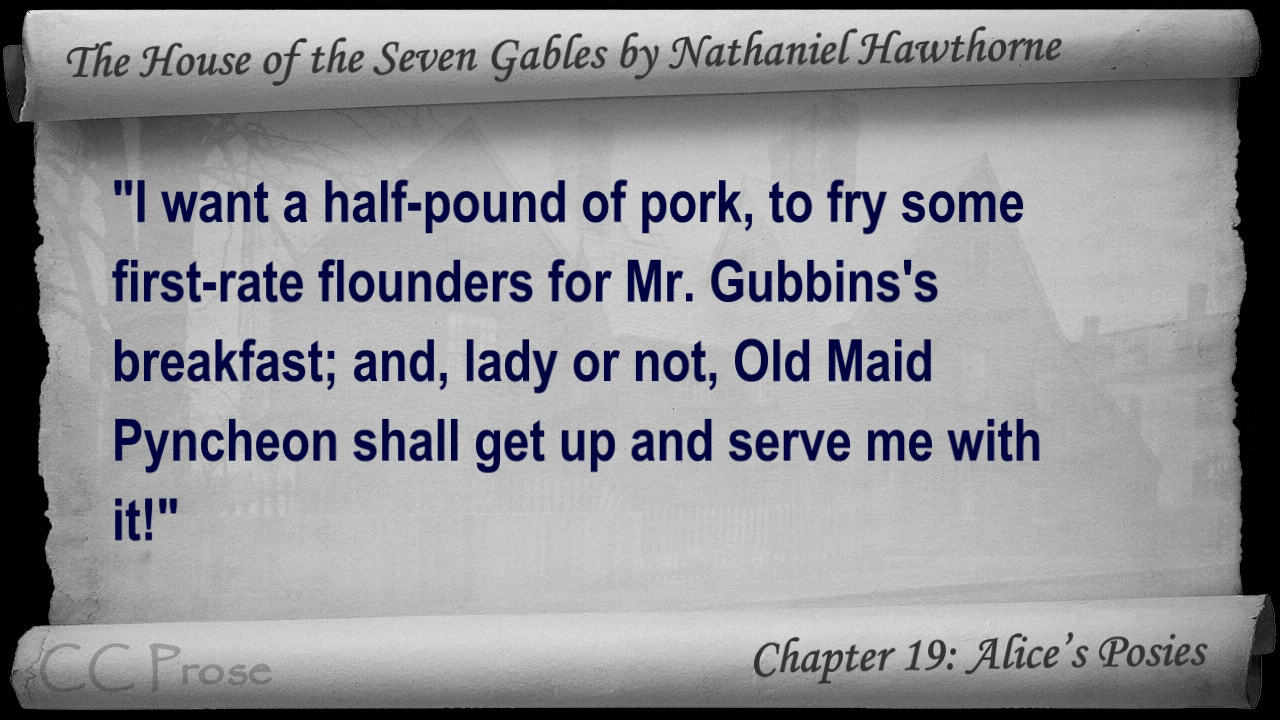 The House of the Seven Gables by Nathaniel Hawthorne
"I want a half-pound of pork, to fry some
first-rate flounders for Mr. Gubbins's
breakfast; and, lady or not, Old Maid
Pyncheon shall get up and serve me with
it!"
CC Prose
Chapter 19: Alice’s Posies